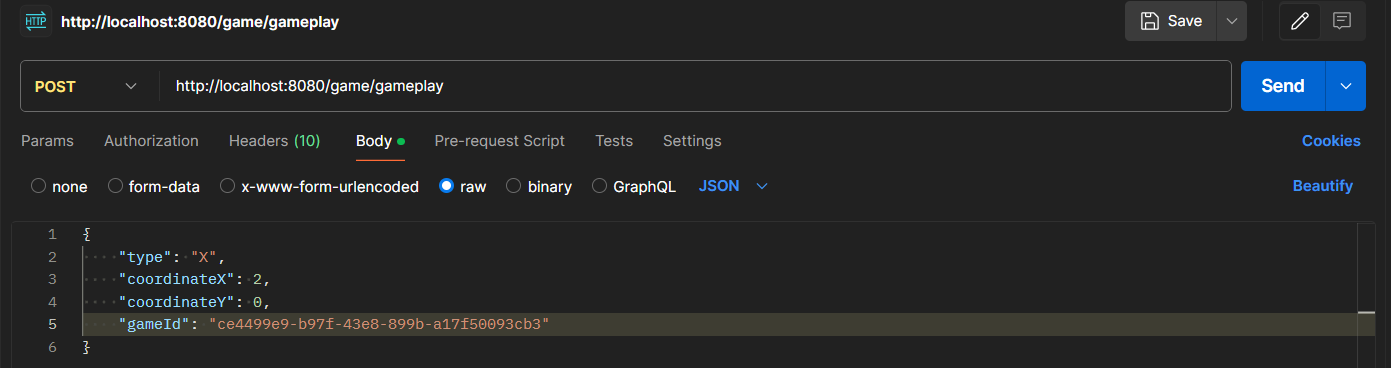 HTTP http://localhost:8080/game/gameplay Save
POST http://localhost:8080/game/gameplay Send
Params Authorization Headers (10) Body Pre-request Script Tests Settings Cookies
none form-data x-www-form-urlencoded raw binary GraphQL JSON Beautify
1 {
2 "type": "X",
3 "coordinateX": 2,
4 "coordinateY": 0,
5 "gameId": "ce4499e9-b97f-43e8-899b-a17f50093cb3"
6 }